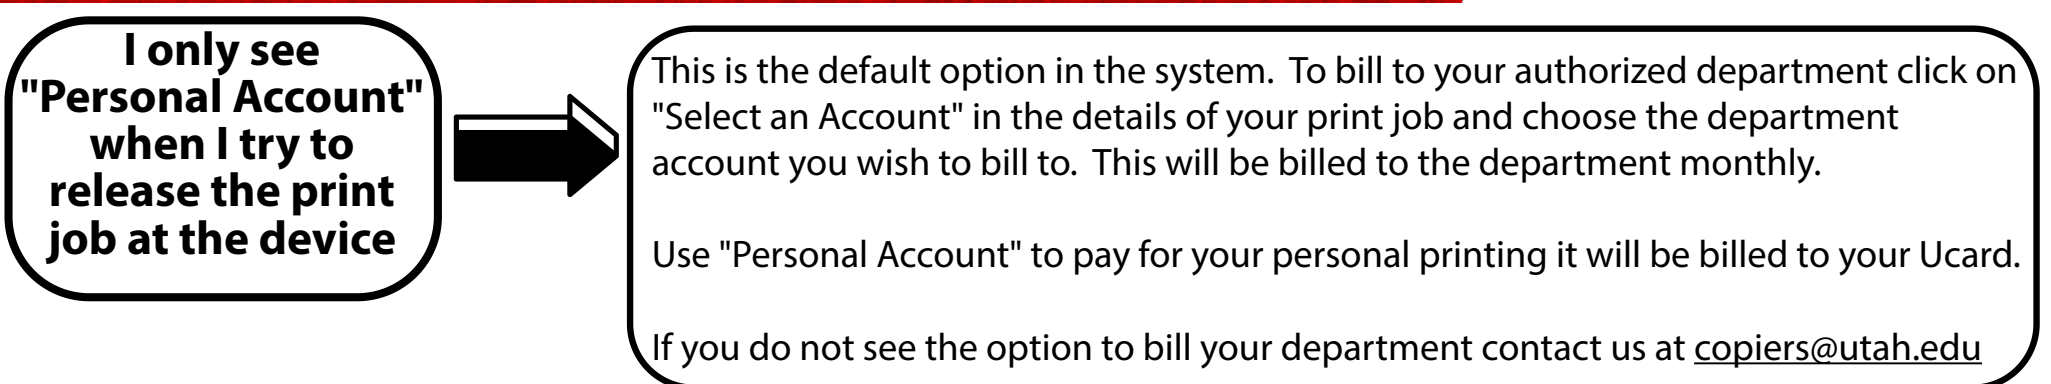 I only see
"Personal Account"
when I try to
release the print
job at the device
This is the default option in the system.  To bill to your authorized department click on
"Select an Account" in the details of your print job and choose the department
account you wish to bill to.  This will be billed to the department monthly.
Use "Personal Account" to pay for your personal printing it will be billed to your Ucard.
If you do not see the option to bill your department contact us at copiers@utah.edu